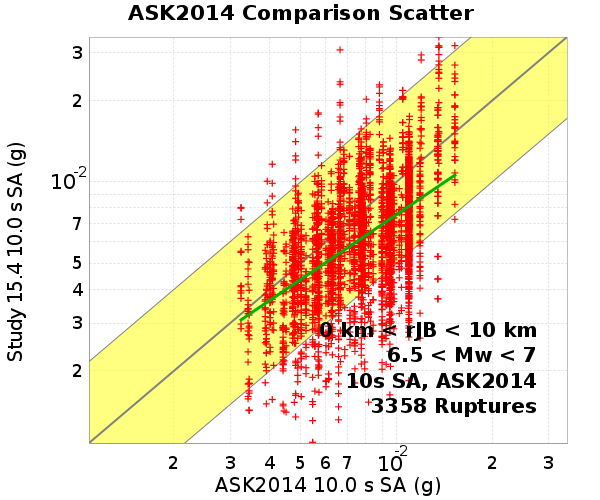 ASK2014 Comparison Scatter
Study 15.4 10.0 s SA (g)
3
2
10-2
7
5
4
3
2
0 km < rJB < 10 km
6.5 < Mw < 7
10s SA, ASK2014
3358 Ruptures
2 3 4 5 6 7 10-2 2 3
ASK2014 10.0 s SA (g)